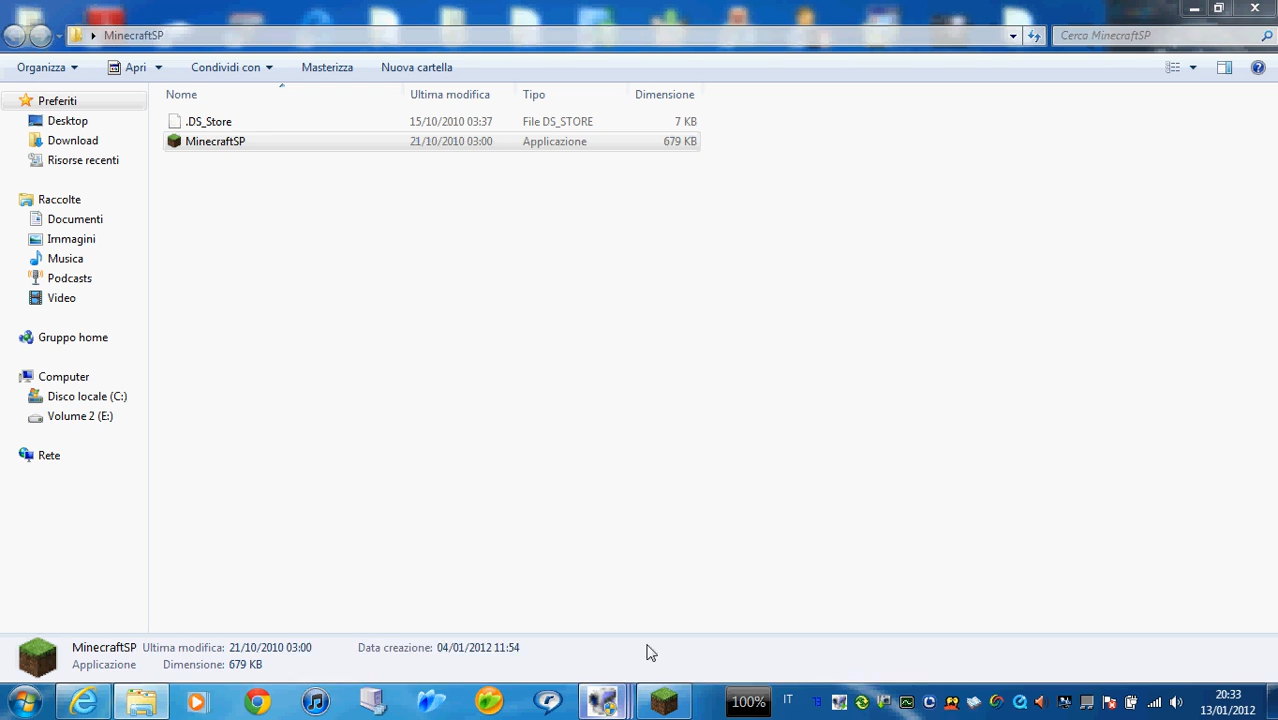 MinecraftSP
Cerca MinecraftSP
Organizza Apri Condividi con Masterizza Nuova cartella
Nome Ultima modifica Tipo Dimensione
Preferiti
Desktop
Download
Risorse recenti
Raccolte
Documenti
Immagini
Musica
Podcasts
Video
Gruppo home
Computer
Disco locale (C:)
Volume 2 (E:)
Rete
.DS_Store 15/10/2010 03:37 File DS_STORE 7 KB
MinecraftSP 21/10/2010 03:00 Applicazione 679 KB
MinecraftSP Ultima modifica: 21/10/2010 03:00 Data creazione: 04/01/2012 11:54
Applicazione Dimensione: 679 KB
100% IT
20:33
13/01/2012